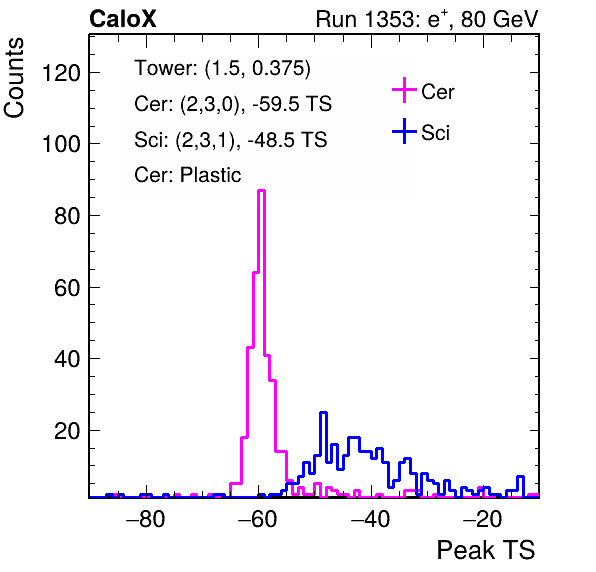 CaloX Run 1353: e⁺, 80 GeV
Counts
Tower: (1.5, 0.375)
Cer: (2,3,0), -59.5 TS
Sci: (2,3,1), -48.5 TS
Cer: Plastic
Cer
Sci
120
100
80
60
40
20
−80 −60 −40 −20
Peak TS